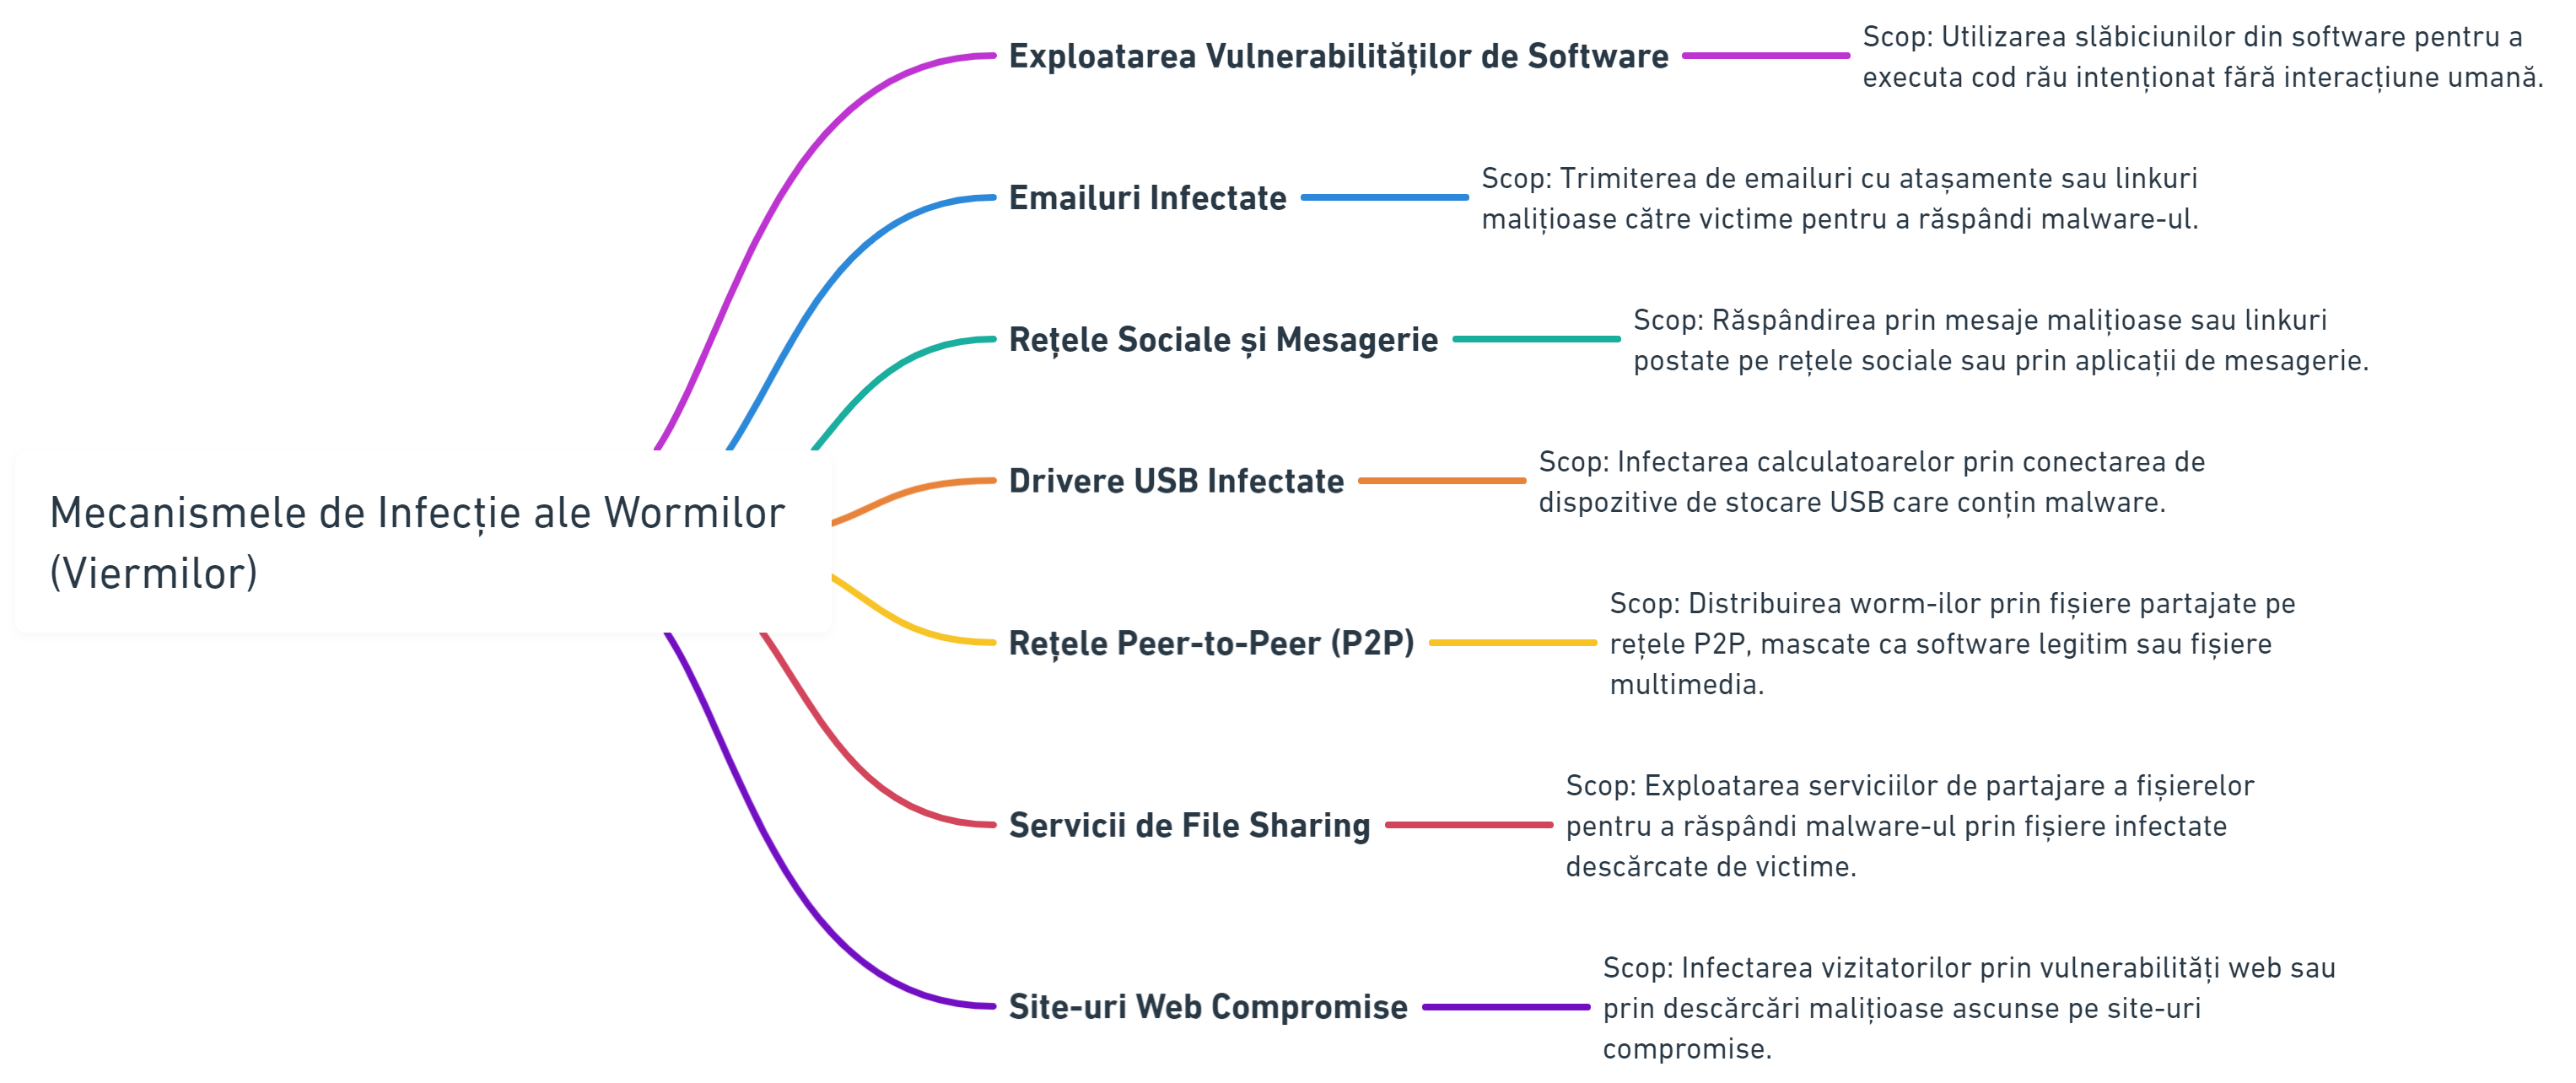 Mecanismele de Infecție ale Wormilor
(Viermilor)
Exploatarea Vulnerabilităților de Software
Scop: Utilizarea slăbiciunilor din software pentru a
executa cod rău intenționat fără interacțiune umană.
Emailuri Infectate
Scop: Trimiterea de emailuri cu atașamente sau linkuri
malițioase către victime pentru a răspândi malware-ul.
Rețele Sociale și Mesagerie
Scop: Răspândirea prin mesaje malițioase sau linkuri
postate pe rețele sociale sau prin aplicații de mesagerie.
Drivere USB Infectate
Scop: Infectarea calculatoarelor prin conectarea de
dispozitive de stocare USB care conțin malware.
Rețele Peer-to-Peer (P2P)
Scop: Distribuirea worm-ilor prin fișiere partajate pe
rețele P2P, mascate ca software legitim sau fișiere
multimedia.
Servicii de File Sharing
Scop: Exploatarea serviciilor de partajare a fișierelor
pentru a răspândi malware-ul prin fișiere infectate
descărcate de victime.
Site-uri Web Compromise
Scop: Infectarea vizitatorilor prin vulnerabilități web sau
prin descărcări malițioase ascunse pe site-uri
compromise.